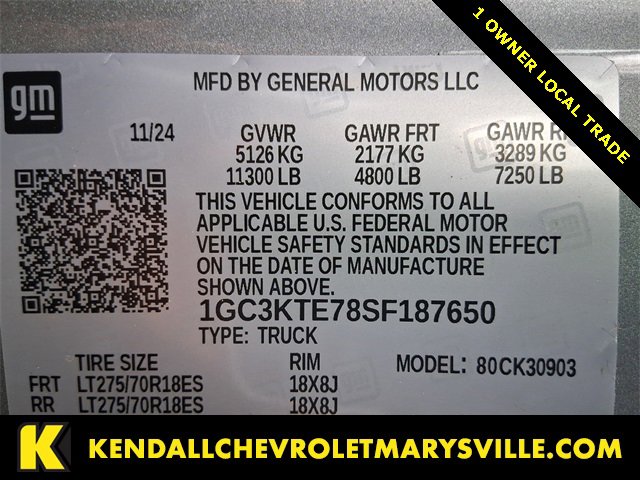 1 OWNER LOCAL TRADE
gm
MFD BY GENERAL MOTORS LLC
11/24 GVWR GAWR FRT GAWR
5126 KG 2177 KG 3289 KG
11300 LB 4800 LB 7250 LB
THIS VEHICLE CONFORMS TO ALL
APPLICABLE U.S. FEDERAL MOTOR
VEHICLE SAFETY STANDARDS IN EFFECT
ON THE DATE OF MANUFACTURE
SHOWN ABOVE.
1GC3KTE78SF187650
TYPE: TRUCK
TIRE SIZE RIM MODEL: 80CK30903
FRT LT275/70R18ES 18X8J
RR LT275/70R18ES 18X8J
K KENDALLCHEVROLETMARYSVILLE.COM